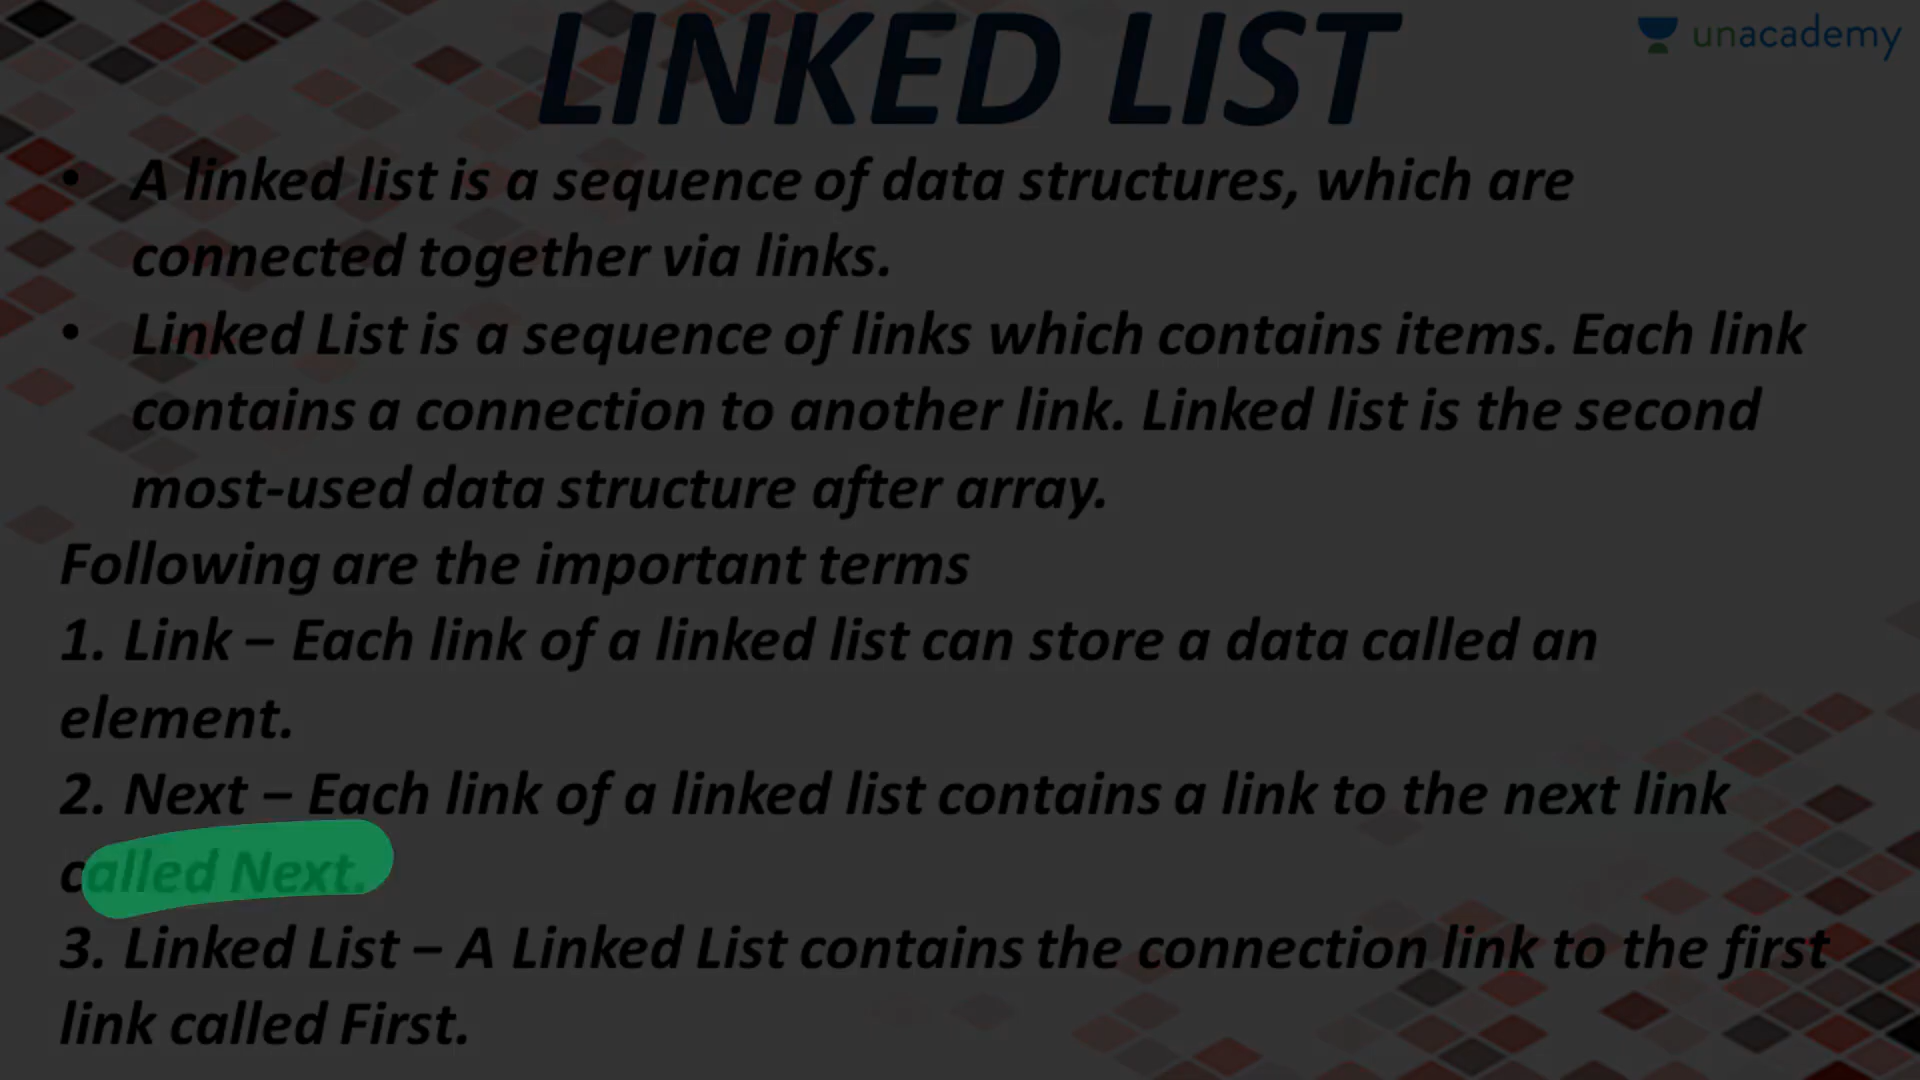 LINKED LIST
unacademy
• A linked list is a sequence of data structures, which are
connected together via links.
• Linked List is a sequence of links which contains items. Each link
contains a connection to another link. Linked list is the second
most-used data structure after array.
Following are the important terms
1. Link – Each link of a linked list can store a data called an
element.
2. Next – Each link of a linked list contains a link to the next link
called Next.
3. Linked List – A Linked List contains the connection link to the first
link called First.